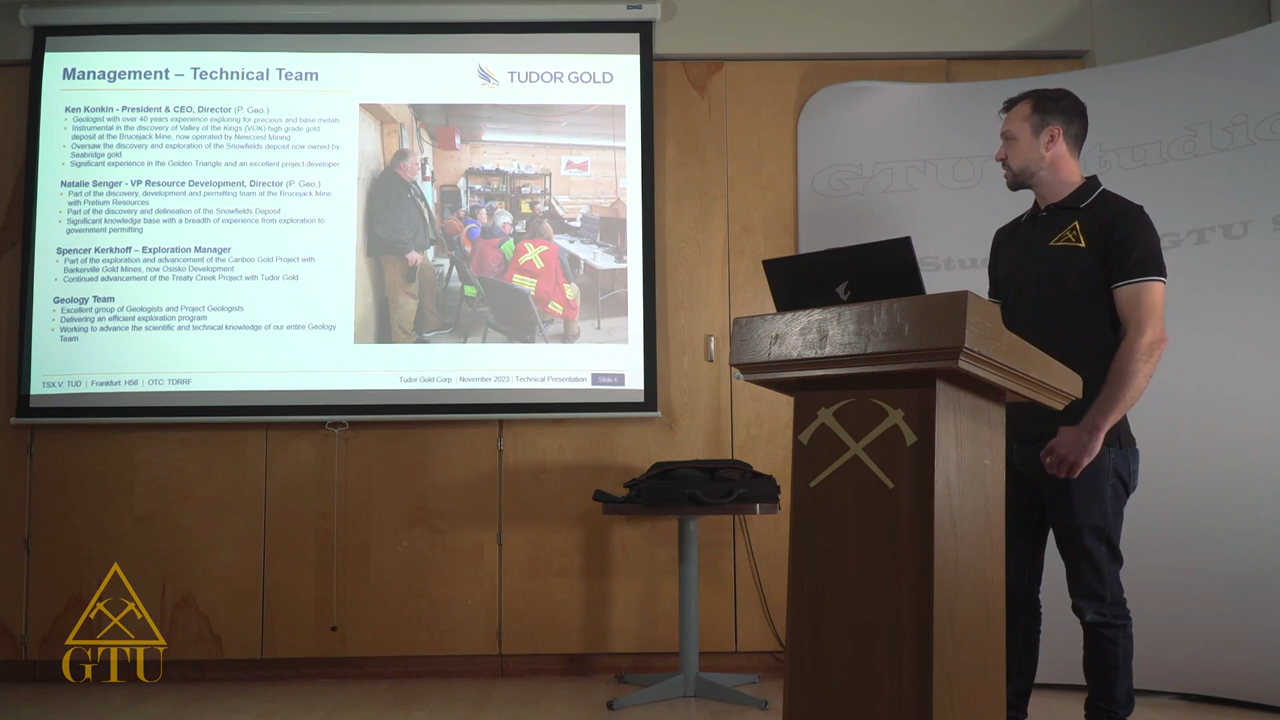 Management – Technical Team
TUDOR GOLD
Ken Konkin - President & CEO, Director (P. Geo.)
Geologist with over 40 years experience exploring for precious and base metals
Instrumental in the discovery of Valley of the Kings (VOK) high grade gold
deposit at the Brucejack Mine, now operated by Newcrest Mining
Oversaw the discovery and exploration of the Snowfields deposit now owned by
Seabridge gold.
Significant experience in the Golden Triangle and an excellent project developer
Natalie Senger - VP Resource Development, Director (P. Geo.)
Part of the discovery, development and permitting team at the Brucejack Mine
with Pretium Resources
Part of the discovery and delineation of the Snowfields Deposit
Significant knowledge base with a breadth of experience from exploration to
government permitting
Spencer Kerkhoff – Exploration Manager
Part of the exploration and advancement of the Cariboo Gold Project with
Barkerville Gold Mines, now Osisko Development
Continued advancement of the Treaty Creek Project with Tudor Gold
Geology Team
Excellent group of Geologists and Project Geologists
Delivering an efficient exploration program
Working to advance the scientific and technical knowledge of our entire Geology
Team
TSX.V: TUD | Frankfurt: H56 | OTC: TDRRF
Tudor Gold Corp | November 2023 | Technical Presentation
Slide 6
GTU Studio
GTU S
Stu
GTU